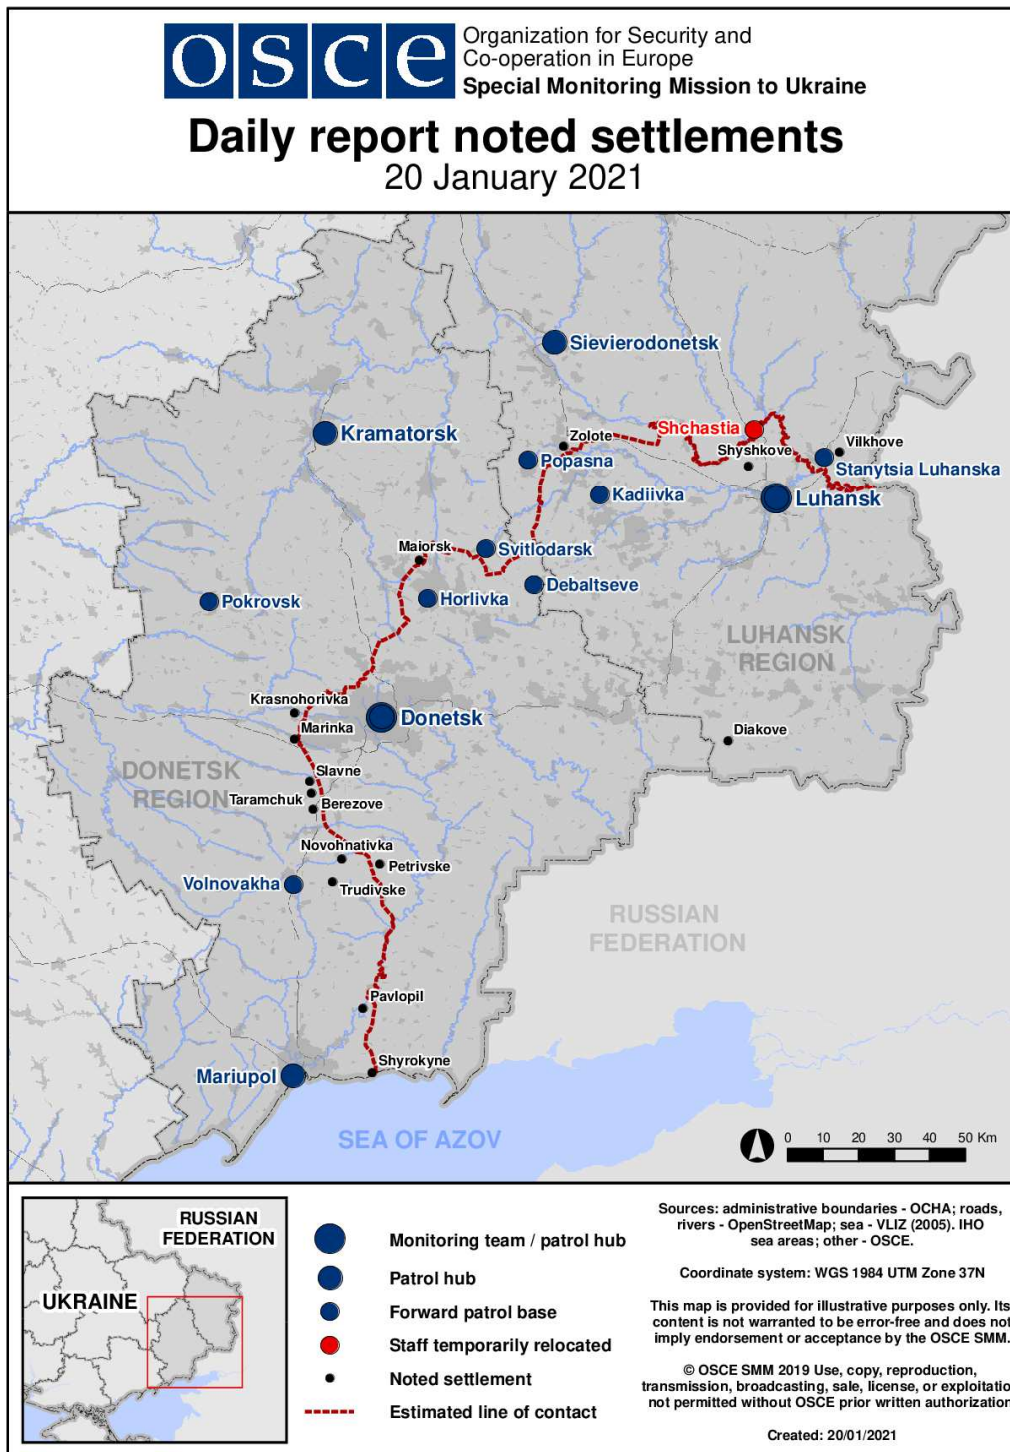 osce
Organization for Security and
Co-operation in Europe
Special Monitoring Mission to Ukraine
Daily report noted settlements
20 January 2021
Sievierodonetsk
Kramatorsk
Zolote
Shchastia
Shyshkove
Vilkhove
Popasna
Stanytsia Luhanska
Kadiivka
Luhansk
Maiorsk
Svitlodarsk
Debaltseve
Horlivka
Pokrovsk
LUHANSK
REGION
Krasnohorivka
Donetsk
Marinka
Diakove
DONETSK
REGION
Slavne
Taramchuk
Berezove
Novohnativka
Petrivske
Volnovakha
Trudivske
RUSSIAN
FEDERATION
Pavlopil
Shyrokyne
Mariupol
SEA OF AZOV
0 10 20 30 40 50 Km
RUSSIAN
FEDERATION
UKRAINE
Monitoring team / patrol hub
Patrol hub
Forward patrol base
Staff temporarily relocated
Noted settlement
Estimated line of contact
Sources: administrative boundaries - OCHA; roads,
rivers - OpenStreetMap; sea - VLIZ (2005). IHO
sea areas; other - OSCE.
Coordinate system: WGS 1984 UTM Zone 37N
This map is provided for illustrative purposes only. Its
content is not warranted to be error-free and does not
imply endorsement or acceptance by the OSCE SMM.
© OSCE SMM 2019 Use, copy, reproduction,
transmission, broadcasting, sale, license, or exploitatio
not permitted without OSCE prior written authorization
Created: 20/01/2021